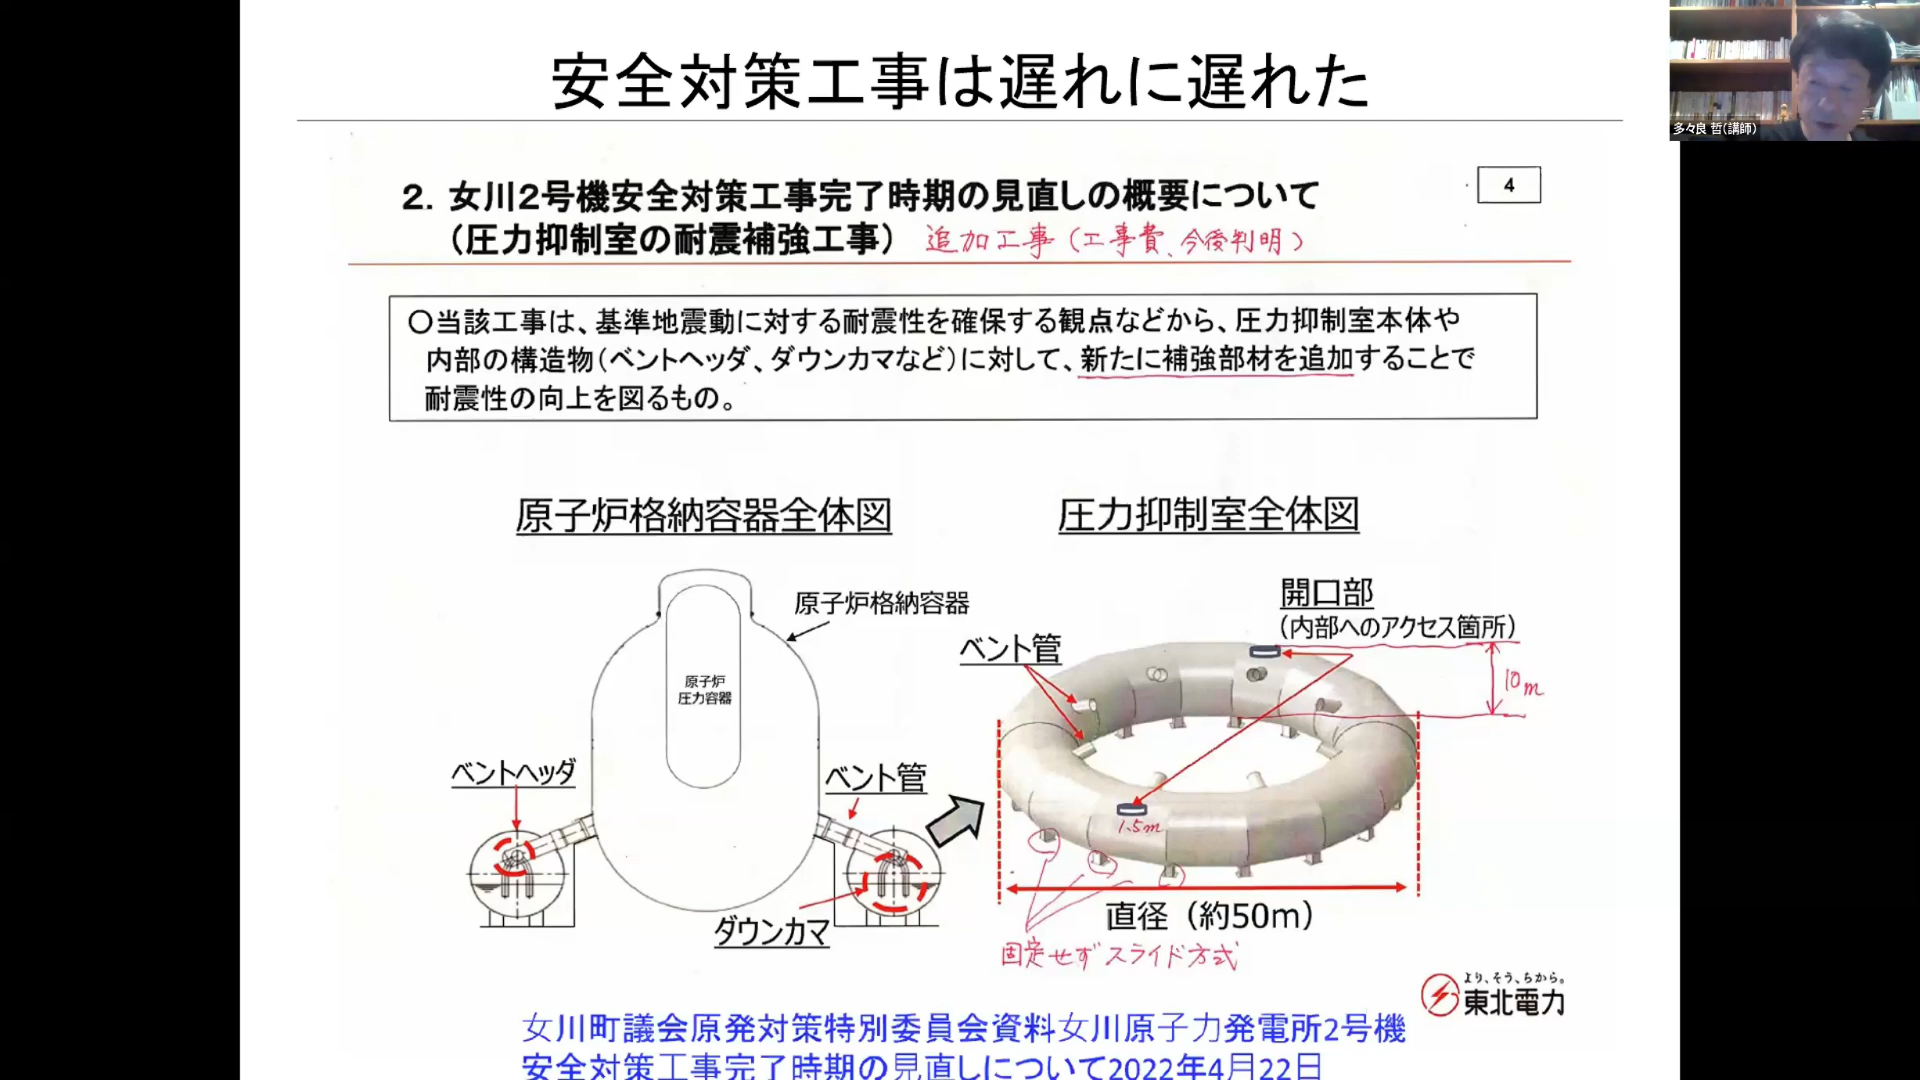 安全対策工事は遅れに遅れた
多々良 哲(講師)
4
2. 女川2号機安全対策工事完了時期の見直しの概要について
(圧力抑制室の耐震補強工事) 追加工事(工事費、今後判明)
〇当該工事は、基準地震動に対する耐震性を確保する観点などから、圧力抑制室本体や
内部の構造物(ベントヘッダ、ダウンカマなど)に対して、新たに補強部材を追加することで
耐震性の向上を図るもの。
原子炉格納容器全体図
圧力抑制室全体図
原子炉格納容器
原子炉
圧力容器
ベントヘッダ
ベント管
ダウンカマ
開口部
(内部へのアクセス箇所)
ベント管
10m
1.5m
直径(約50m)
固定せずスライド方式
より、そう、ちから。
東北電力
女川町議会原発対策特別委員会資料女川原子力発電所2号機
安全対策工事完了時期の見直しについて2022年4月22日